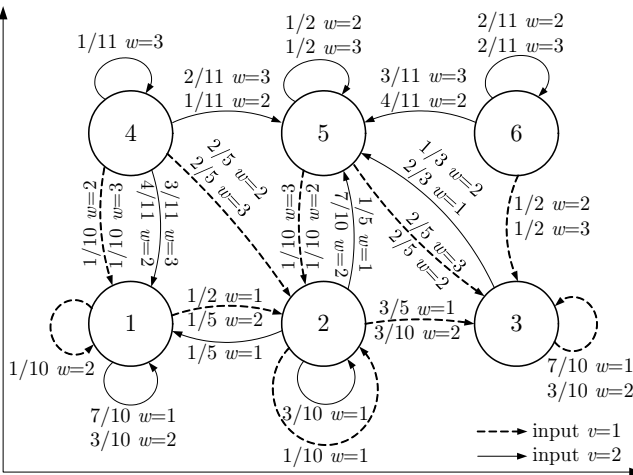 1/11 w=3
1/2 w=2
1/2 w=3
2/11 w=2
2/11 w=3
2/11 w=3
1/11 w=2
3/11 w=3
4/11 w=2
4
5
6
1/10 w=2
1/10 w=3
4/11 w=2
3/11 w=3
2/5 w=2
2/5 w=3
1/10 w=3
1/10 w=2
7/10 w=2
1/5 w=1
1/3 w=2
2/3 w=1
2/5 w=3
2/5 w=2
1/2 w=2
1/2 w=3
1
2
3
1/2 w=1
1/5 w=2
1/5 w=1
3/5 w=1
3/10 w=2
1/10 w=2
7/10 w=1
3/10 w=2
3/10 w=1
1/10 w=1
7/10 w=1
3/10 w=2
input v=1
input v=2